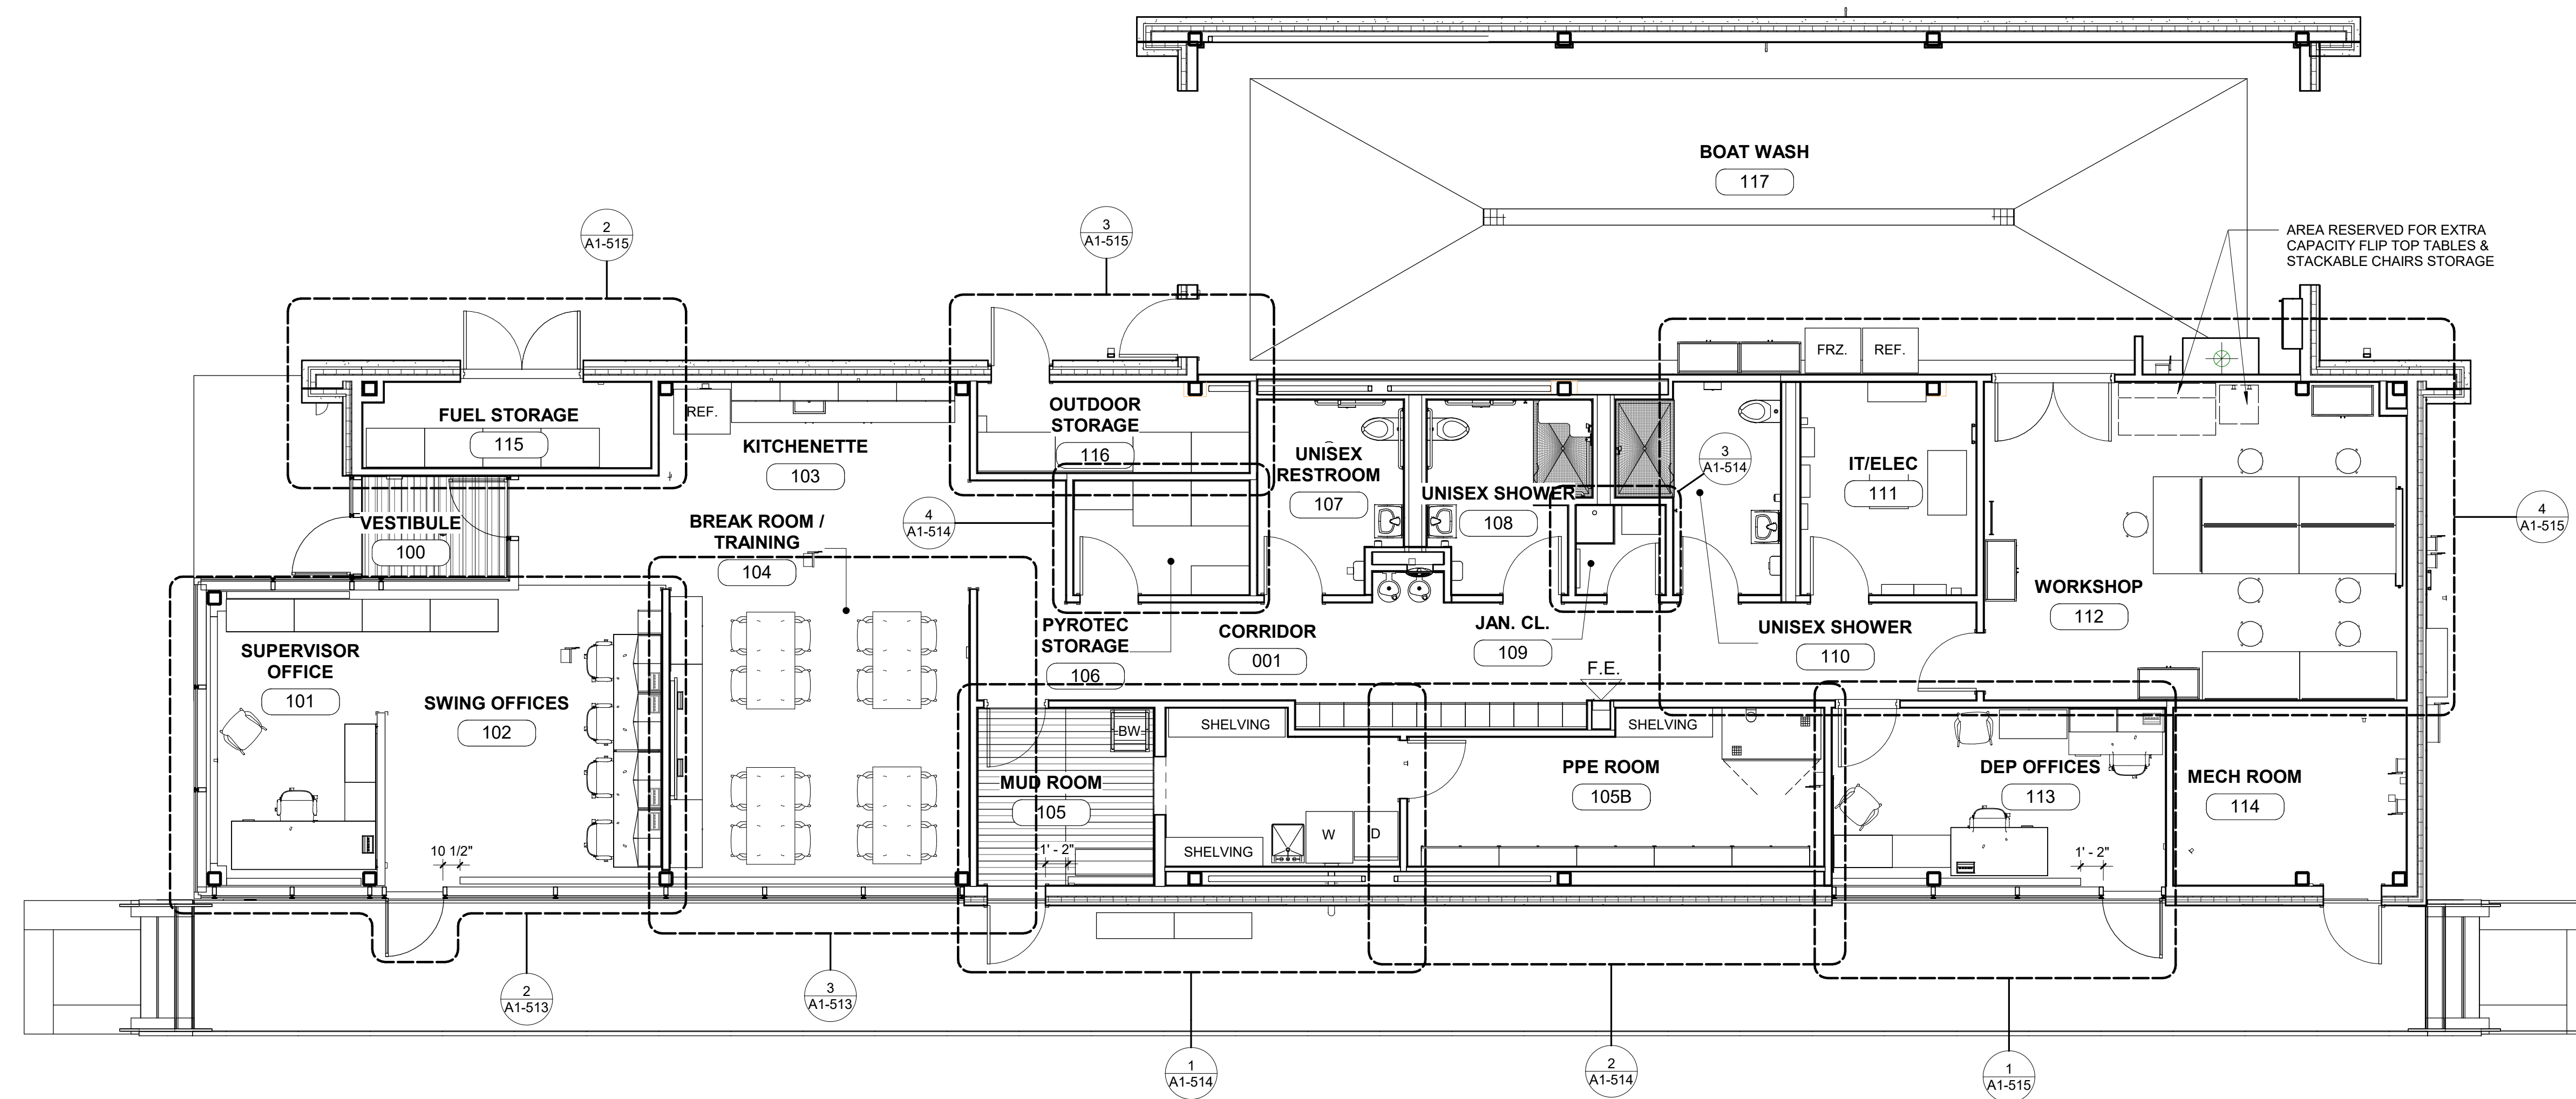 BOAT WASH
117
AREA RESERVED FOR EXTRA
CAPACITY FLIP TOP TABLES &
STACKABLE CHAIRS STORAGE
2
A1-515
3
A1-515
FRZ.
REF.
REF.
FUEL STORAGE
115
KITCHENETTE
103
OUTDOOR
STORAGE
116
UNISEX
RESTROOM
107
UNISEX SHOWER
108
3
A1-514
IT/ELEC
111
4
A1-515
VESTIBULE
100
BREAK ROOM /
TRAINING
104
4
A1-514
WORKSHOP
112
PYROTEC
STORAGE
106
CORRIDOR
001
JAN. CL.
109
UNISEX SHOWER
110
F.E.
SUPERVISOR
OFFICE
101
SWING OFFICES
102
BW
SHELVING
SHELVING
MUD ROOM
105
PPE ROOM
105B
DEP OFFICES
113
MECH ROOM
114
W
D
SHELVING
10 1/2"
1' - 2"
1' - 2"
2
A1-513
3
A1-513
1
A1-514
2
A1-514
1
A1-515